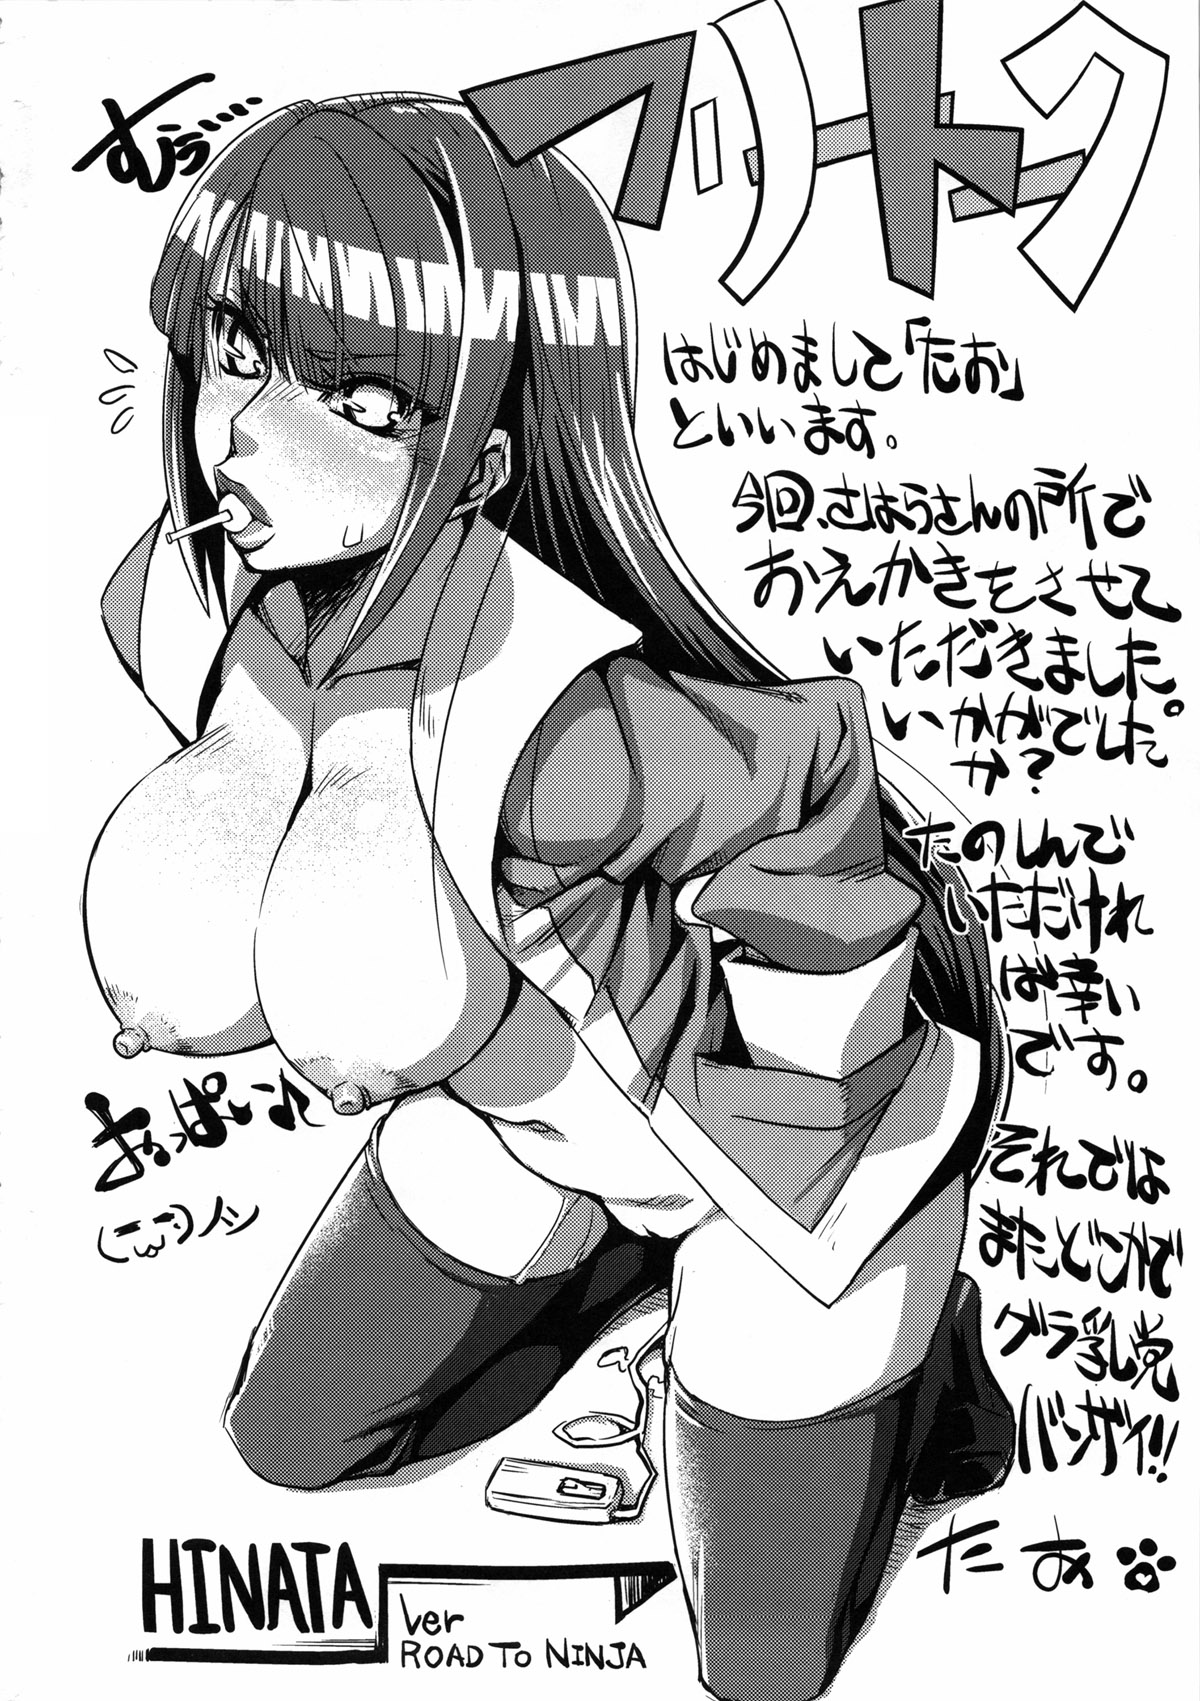 フリートーク
むぅ…
はじめまして「たお」
といいます。
今回、さはらさんの所で
おえかきをさせて
いただきました。
いかがでした
か?
たのしんで
いただけれ
ば幸い
です。
おっぱい♪
それでは
またどこかで
ダラ乳党
バンザイ!!
たお
HINATA
ver
ROAD TO NINJA